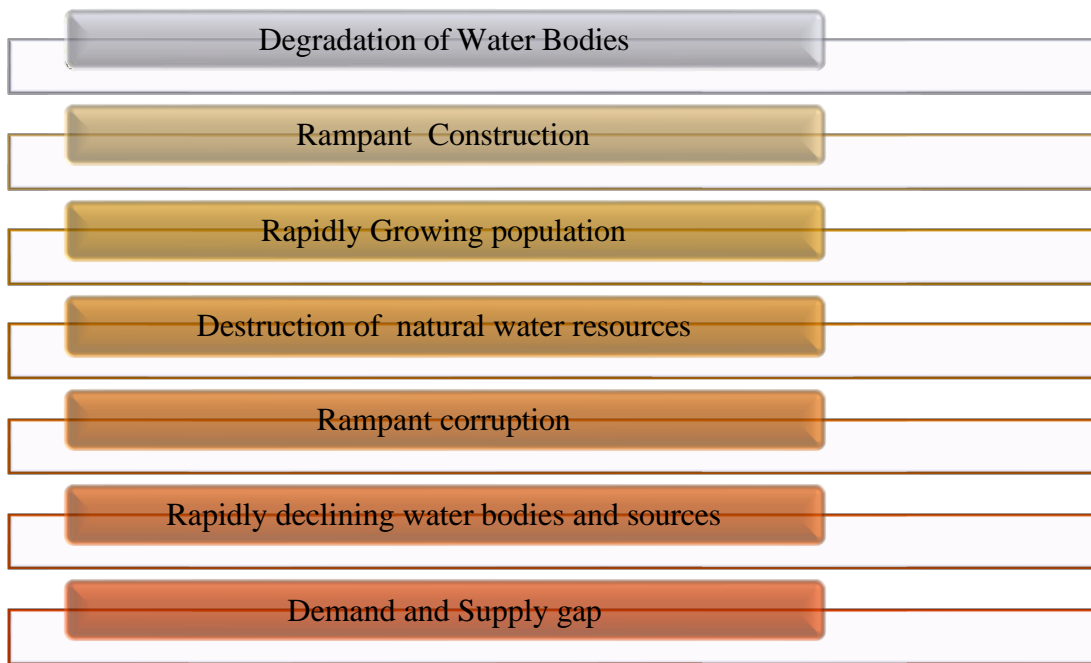 Degradation of Water Bodies
Rampant Construction
Rapidly Growing population
Destruction of natural water resources
Rampant corruption
Rapidly declining water bodies and sources
Demand and Supply gap